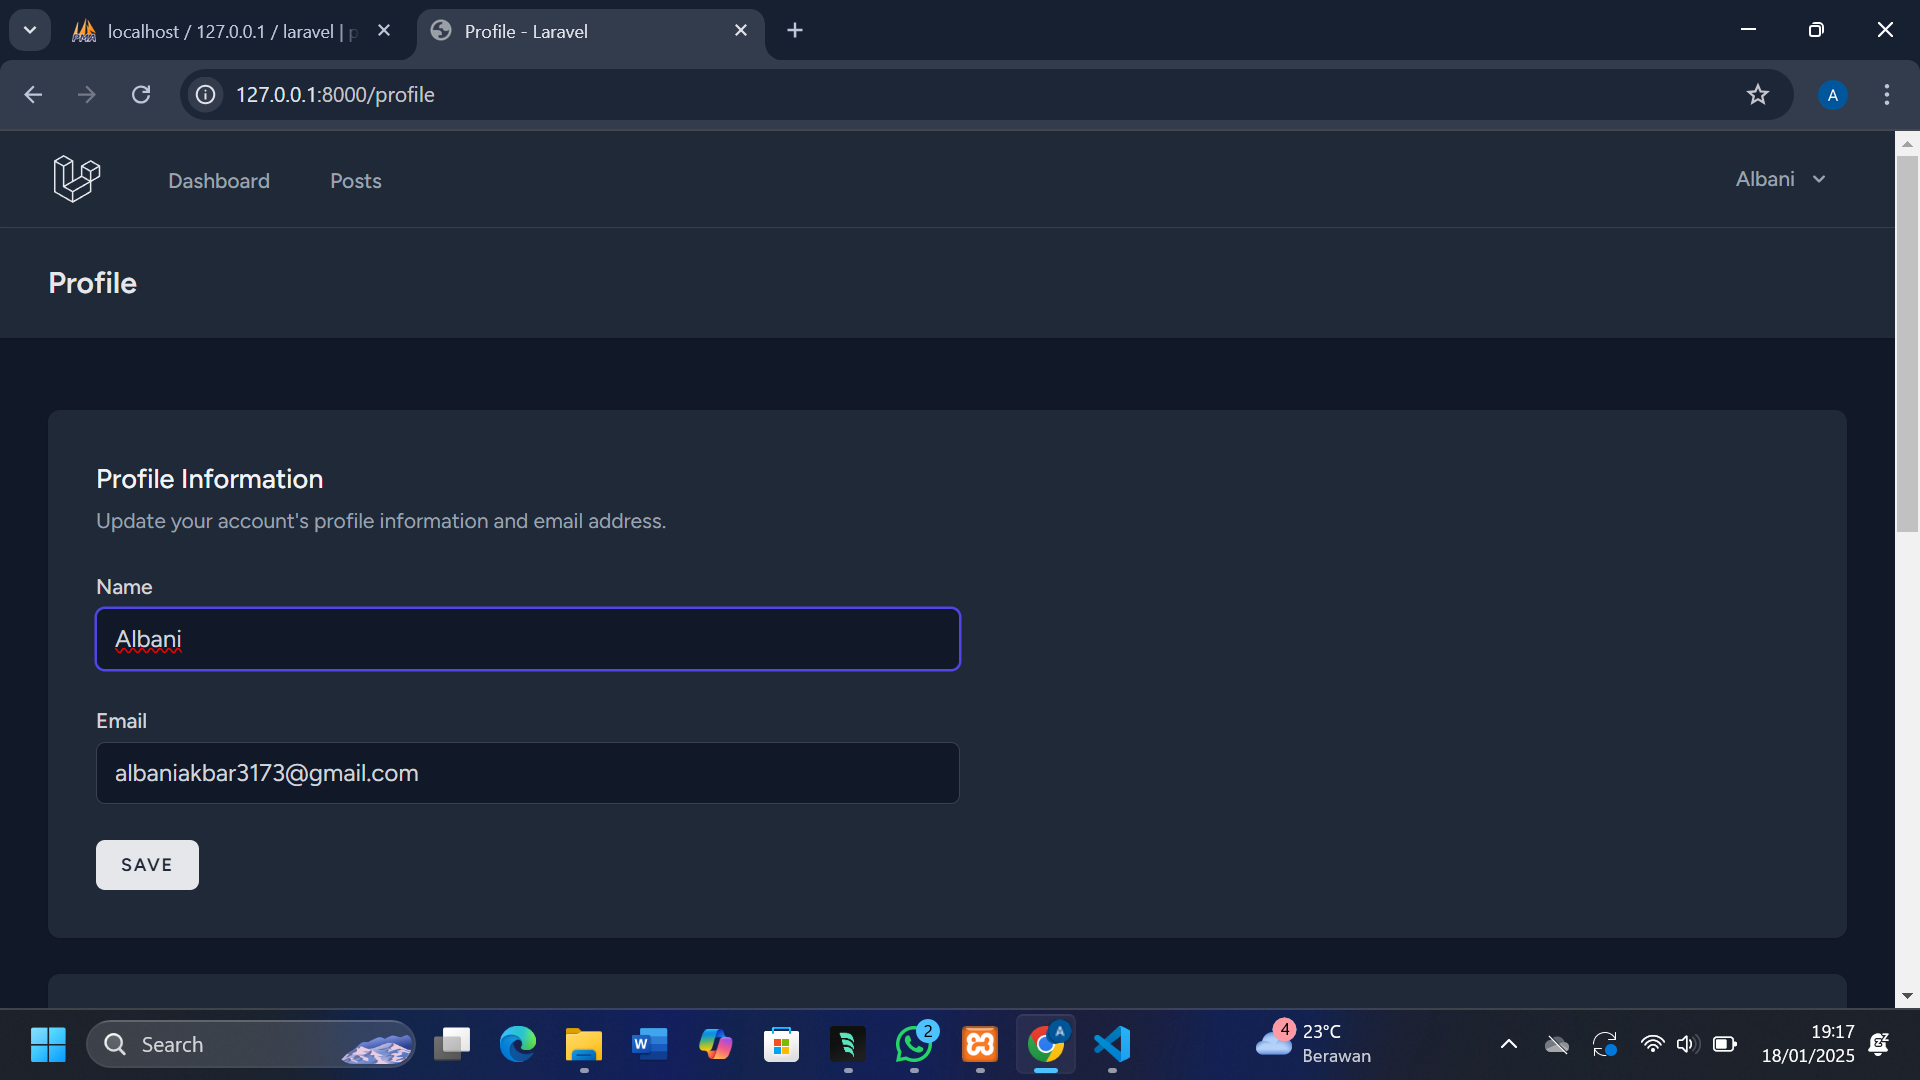 localhost / 127.0.0.1 / laravel | p
Profile - Laravel
127.0.0.1:8000/profile
A
Dashboard
Posts
Albani
Profile
Profile Information
Update your account's profile information and email address.
Name
Albani
Email
albaniakbar3173@gmail.com
SAVE
Search
2
A
4
23°C
Berawan
19:17
18/01/2025